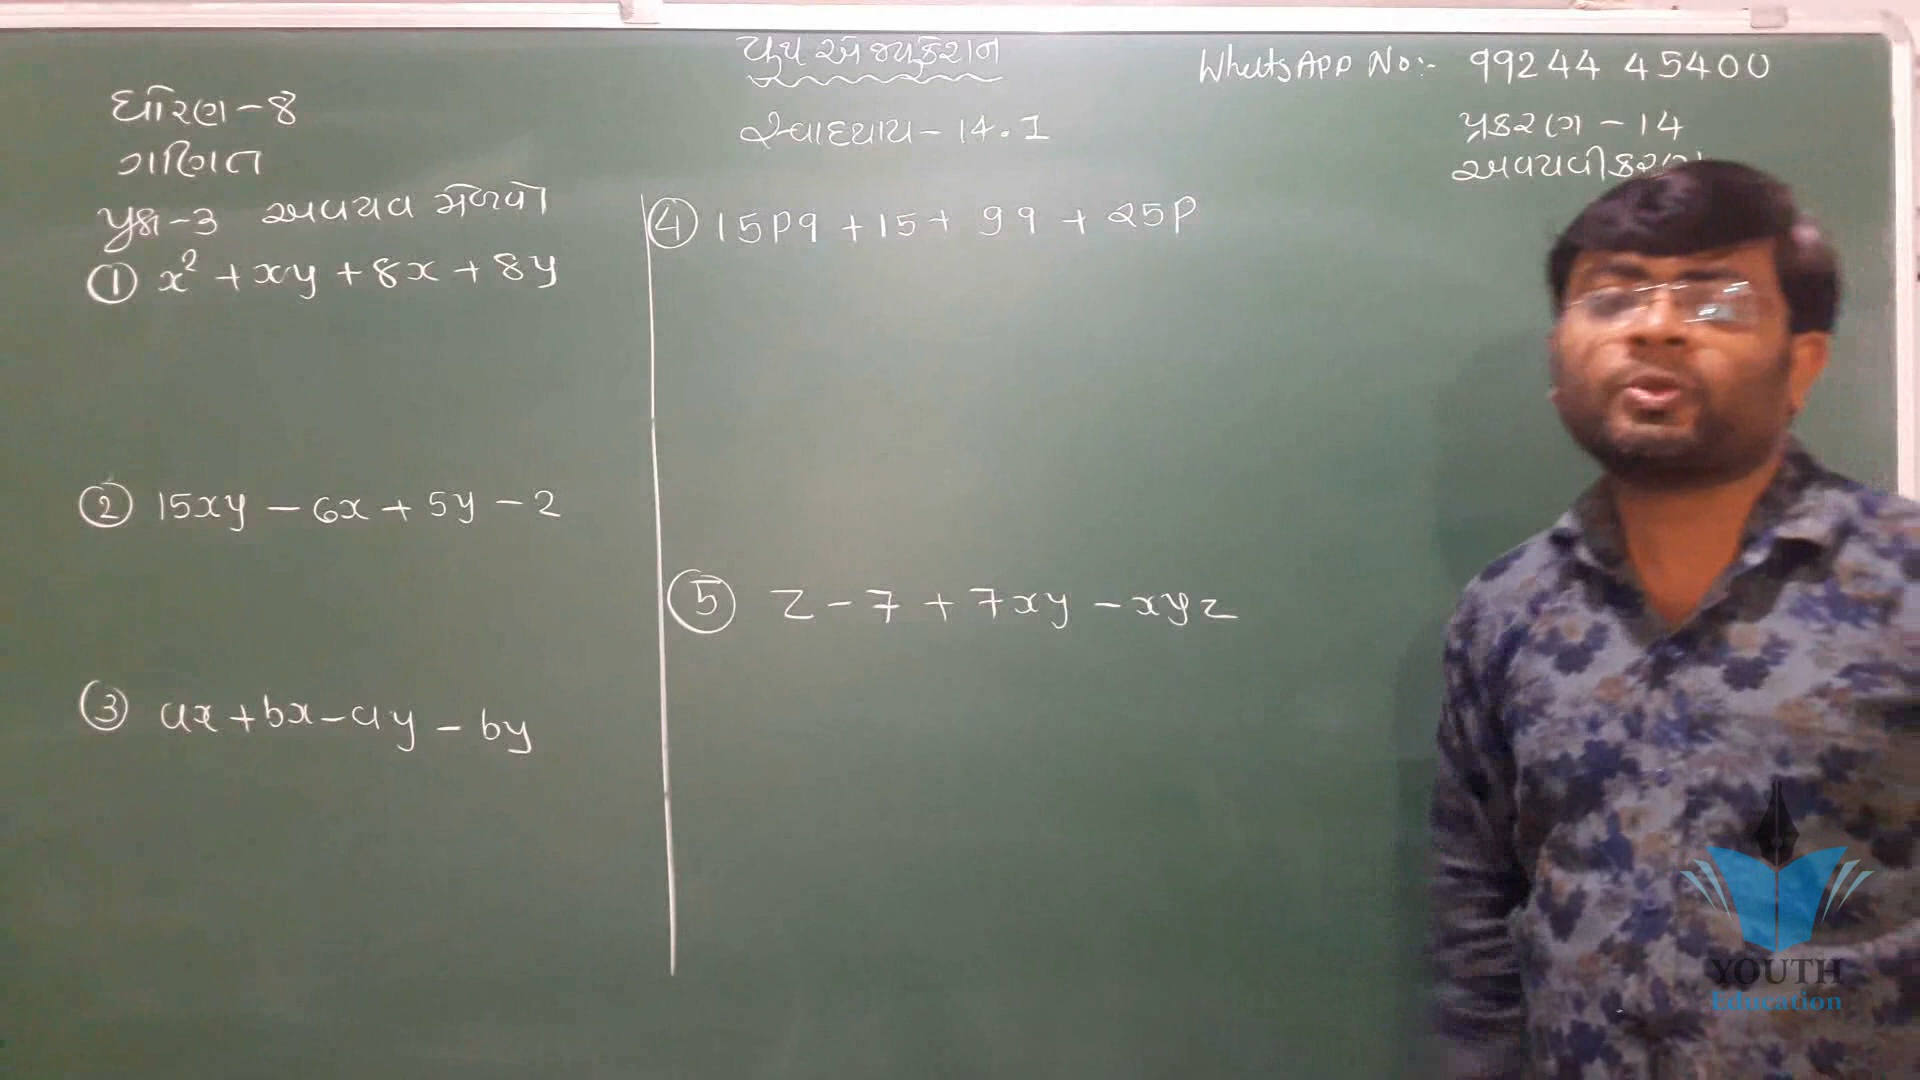 યુથ એજ્યુકેશન
WhatsApp No:- 99244 45400
ધોરણ-8
ગણિત
સ્વાધ્યાય-14.1
પ્રકરણ-14
અવયવીકરણ
પ્રશ્ન-3 અવયવ મેળવો
① x² + xy + 8x + 8y
② 15xy - 6x + 5y - 2
③ ax + bx - ay - by
④ 15pq + 15 + 9q + 25p
⑤ z - 7 + 7xy - xyz
YOUTH
Education